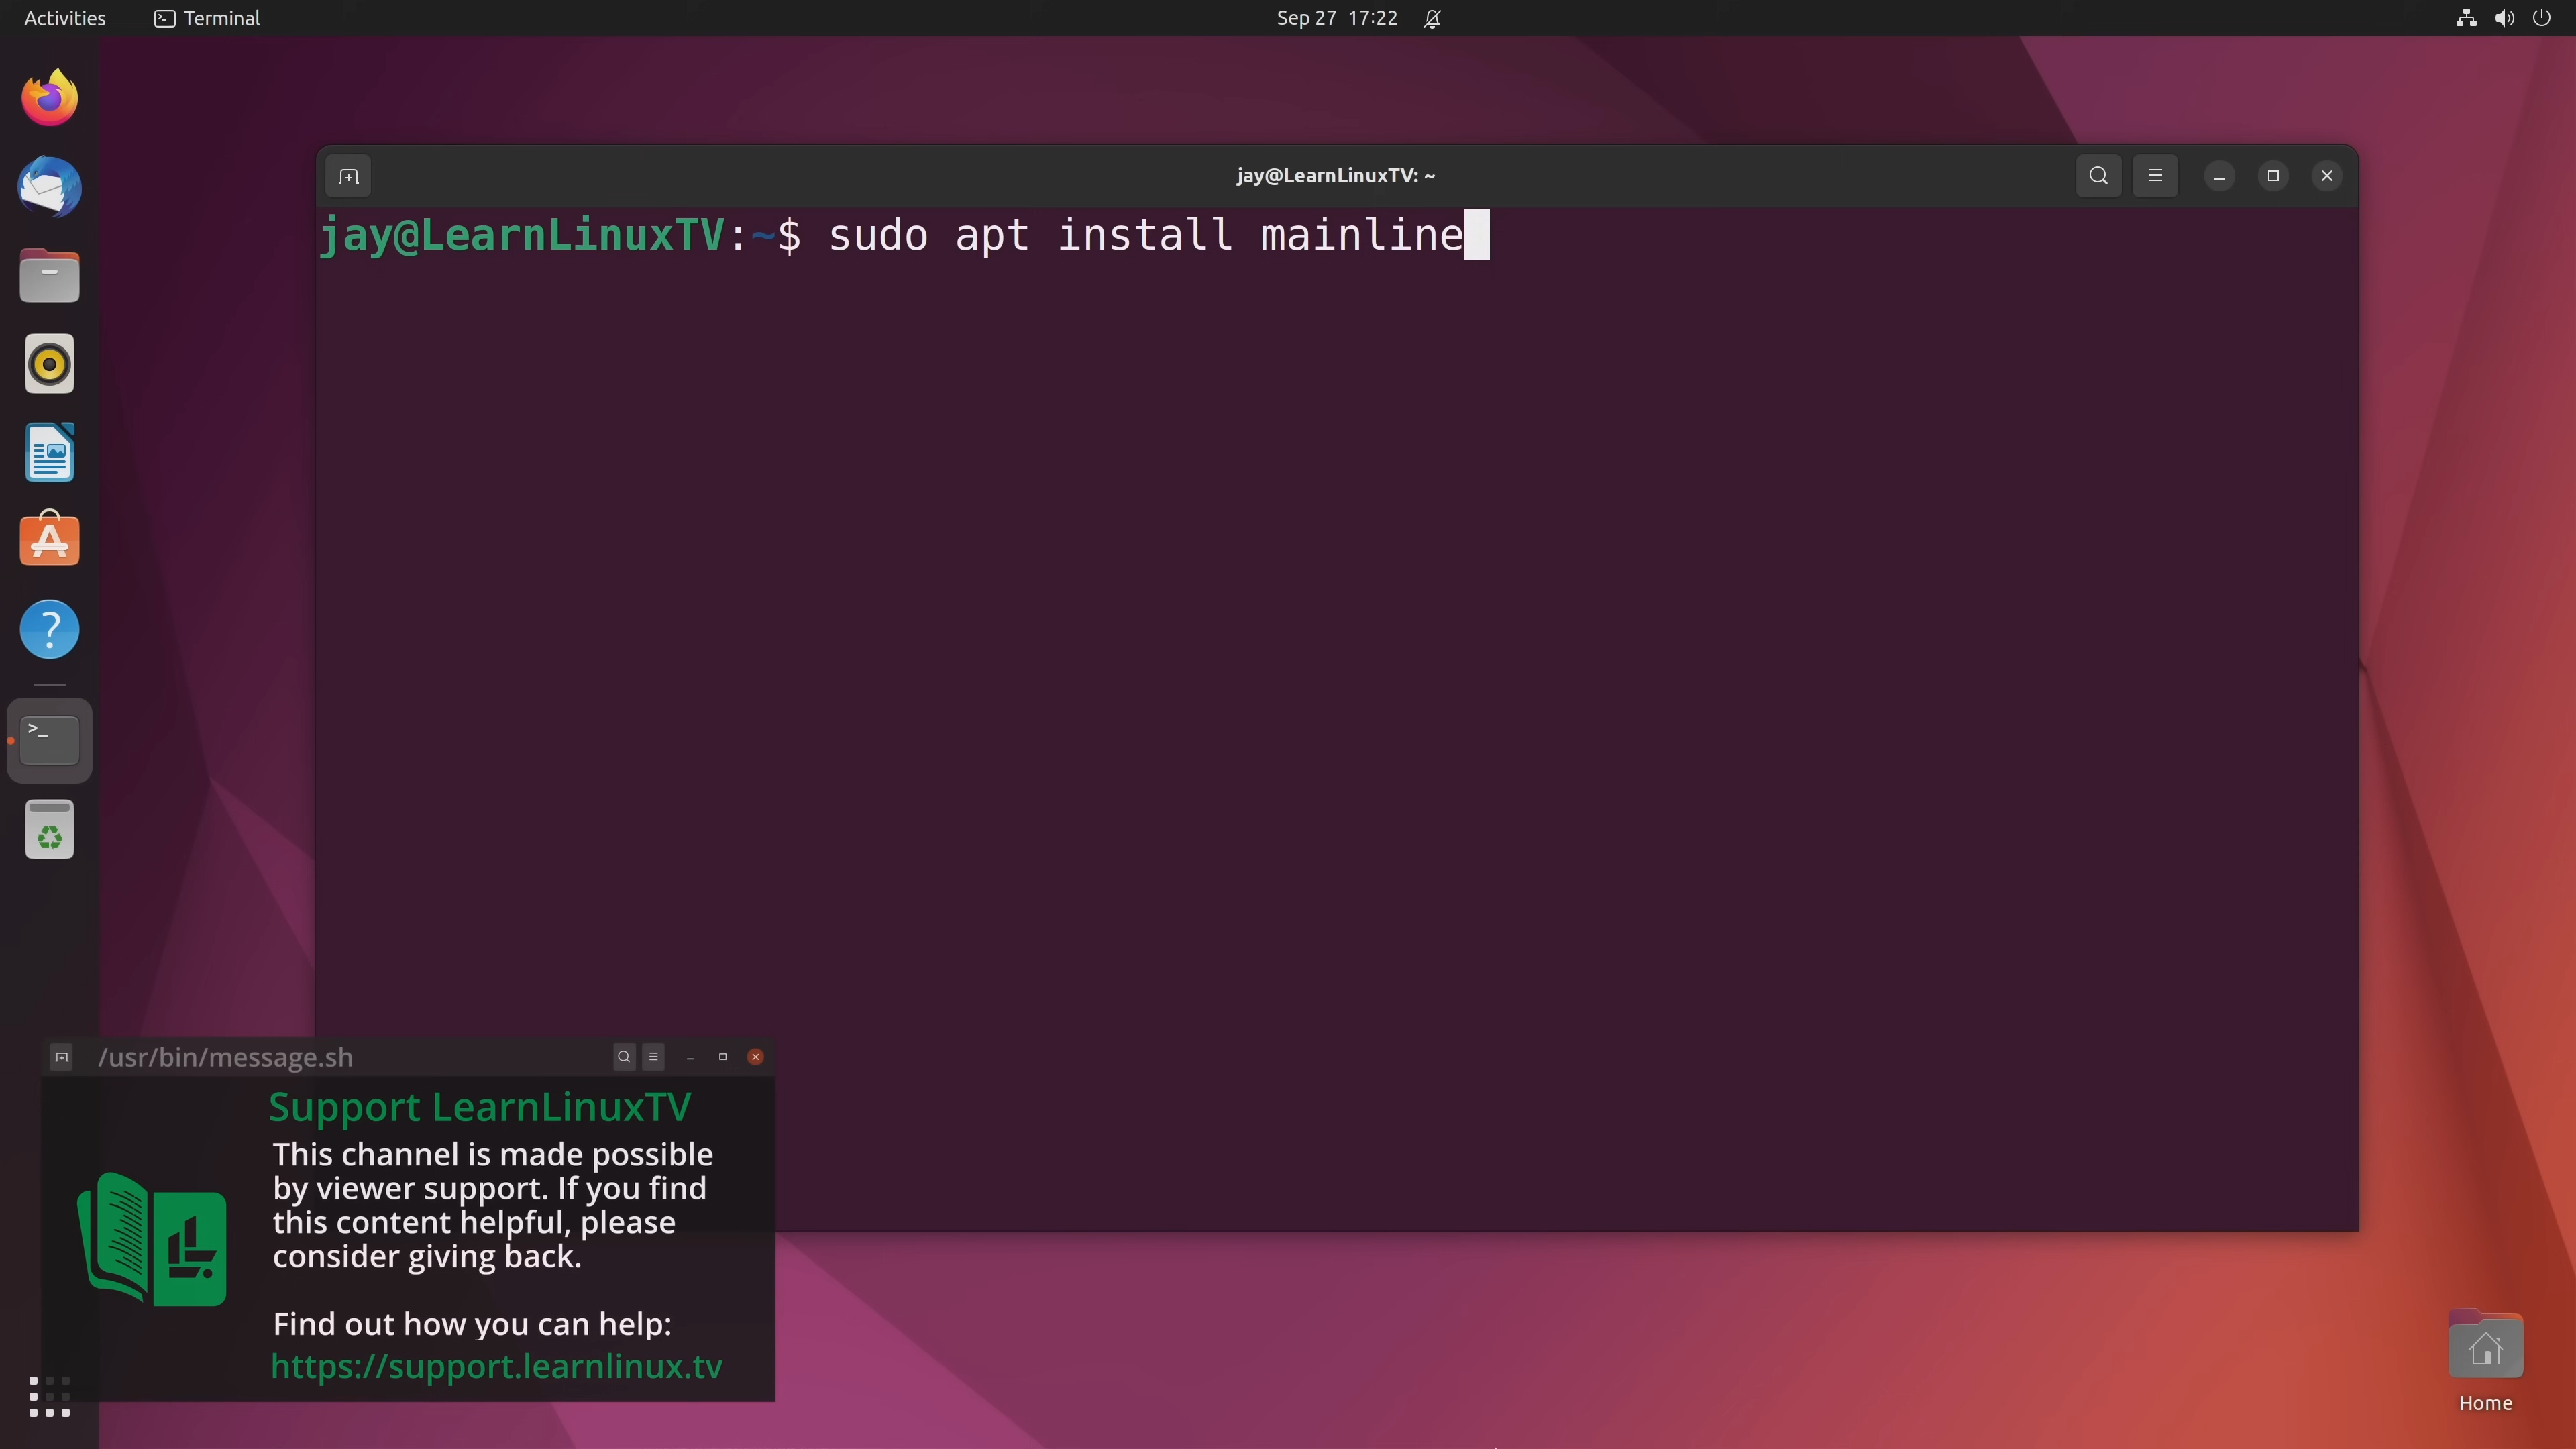 Activities
Terminal
Sep 27 17:22
jay@LearnLinuxTV: ~
jay@LearnLinuxTV:~$ sudo apt install mainline
/usr/bin/message.sh
Support LearnLinuxTV
This channel is made possible
by viewer support. If you find
this content helpful, please
consider giving back.
Find out how you can help:
https://support.learnlinux.tv
Home